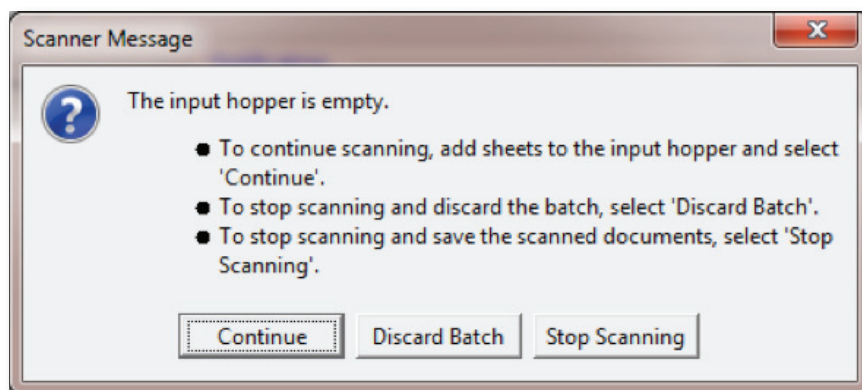 Scanner Message
The input hopper is empty.
● To continue scanning, add sheets to the input hopper and select
'Continue'.
● To stop scanning and discard the batch, select 'Discard Batch'.
● To stop scanning and save the scanned documents, select 'Stop
Scanning'.
Continue Discard Batch Stop Scanning